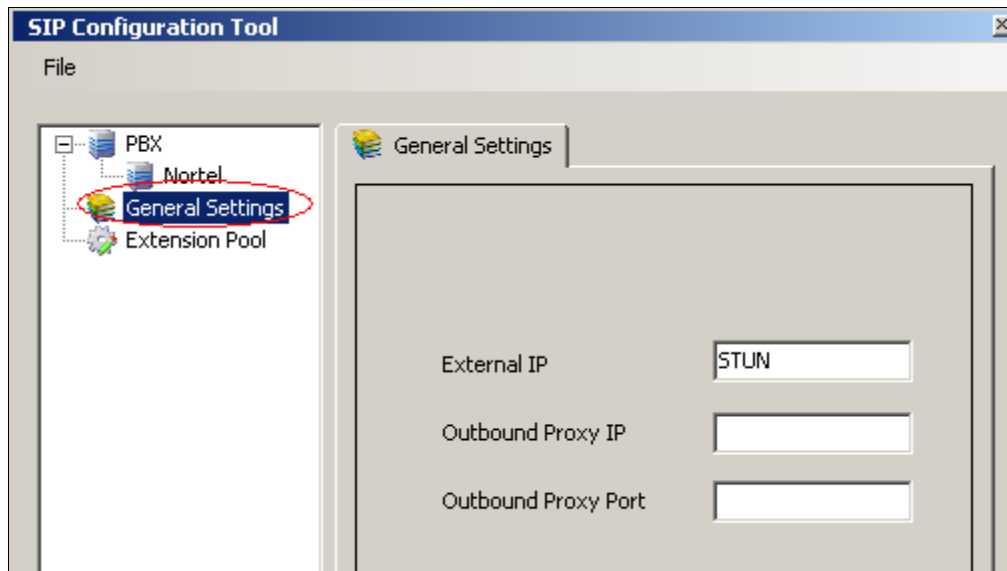 SIP Configuration Tool
File
PBX
Nortel
General Settings
Extension Pool
General Settings
External IP
STUN
Outbound Proxy IP
Outbound Proxy Port